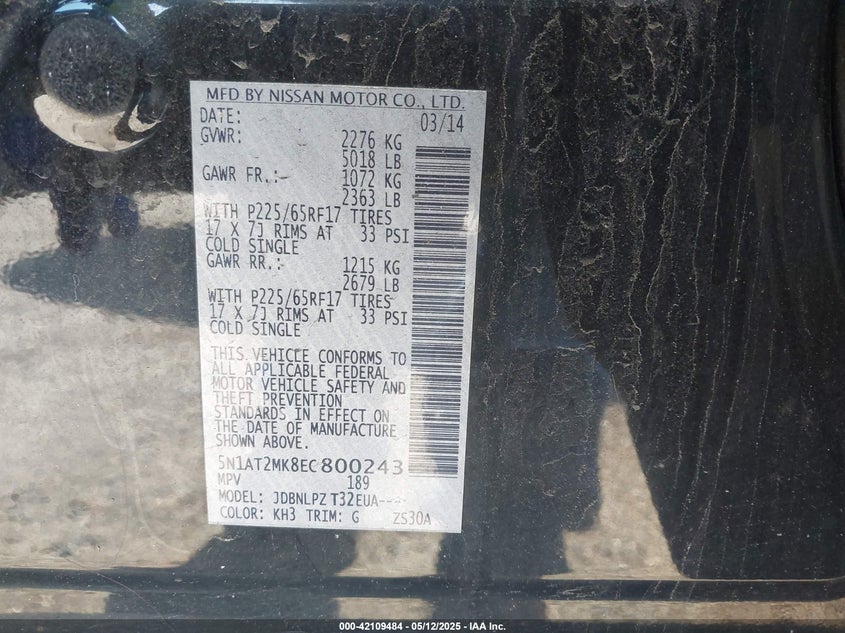 MFD BY NISSAN MOTOR CO., LTD.
DATE: 03/14
GVWR: 2276 KG
5018 LB
GAWR FR.:- 1072 KG
2363 LB
WITH P225/65RF17 TIRES
17 X 7J RIMS AT 33 PSI
COLD SINGLE
GAWR RR.:- 1215 KG
2679 LB
WITH P225/65RF17 TIRES
17 X 7J RIMS AT 33 PSI
COLD SINGLE
THIS VEHICLE CONFORMS TO
ALL APPLICABLE FEDERAL
MOTOR VEHICLE SAFETY AND
THEFT PREVENTION
STANDARDS IN EFFECT ON
THE DATE OF MANUFACTURE
SHOWN ABOVE.
5N1AT2MK8EC800243
MPV 189
MODEL: JDBNLPZ T32EUA----
COLOR: KH3 TRIM: G ZS30A
000-42109484 - 05/12/2025 - IAA Inc.